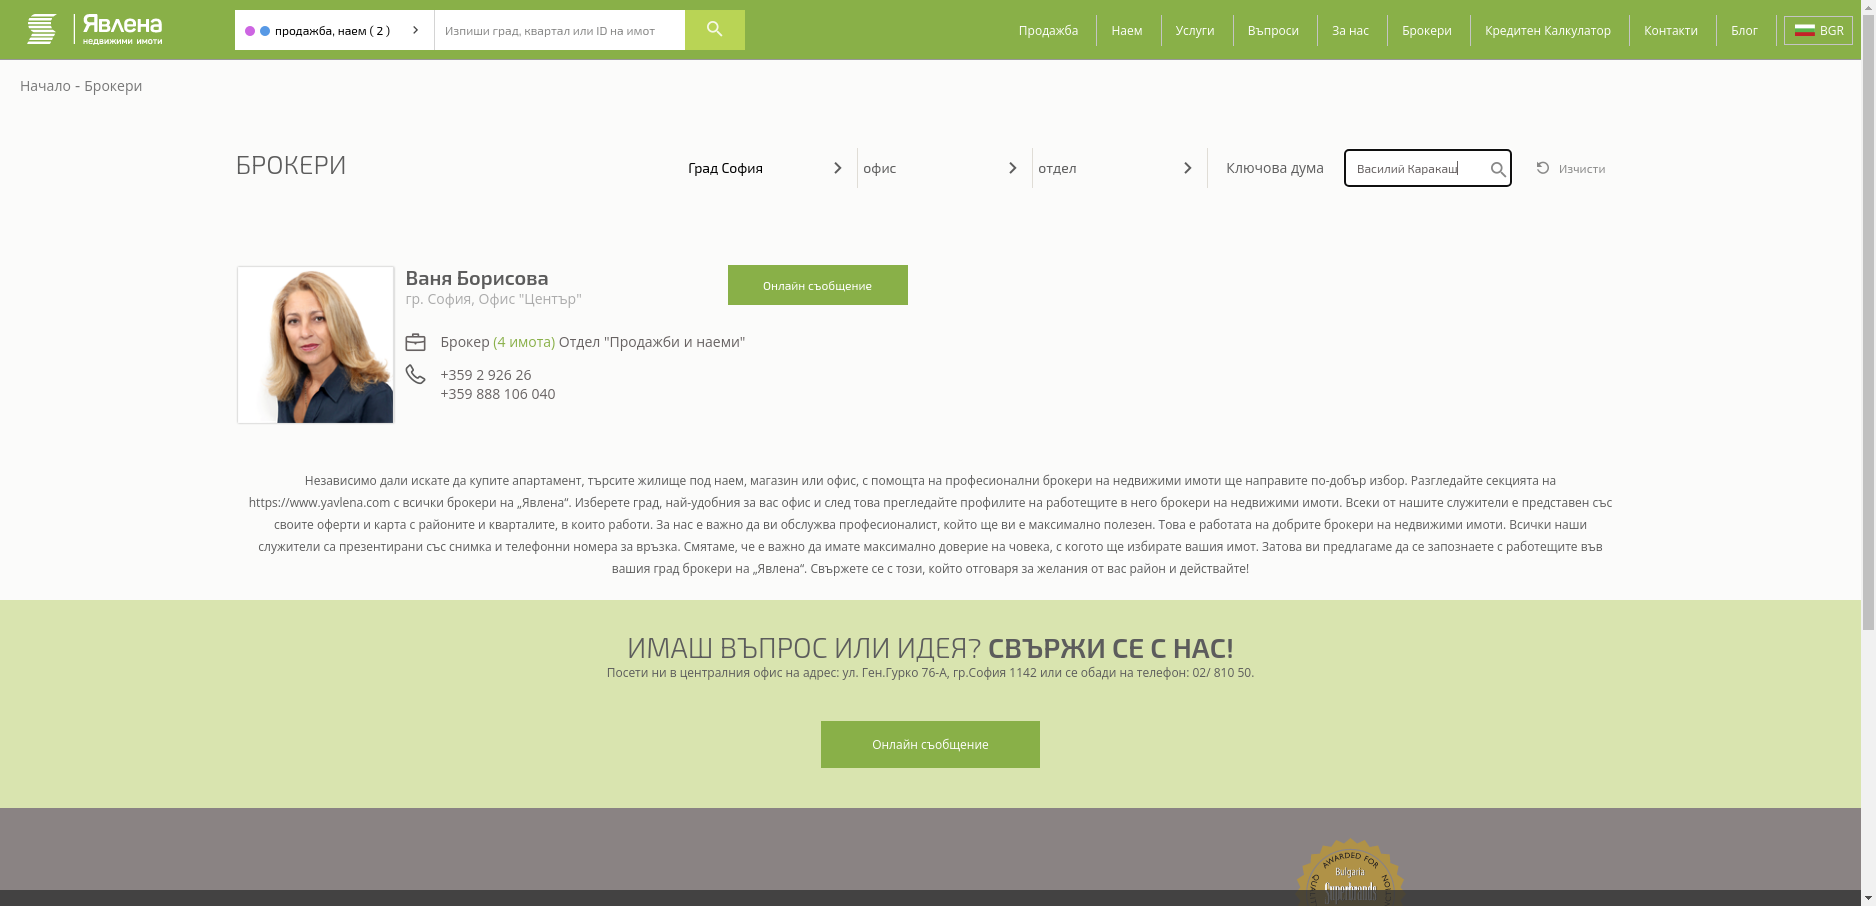 Явлена
недвижими имоти
продажба, наем ( 2 )
Изпиши град, квартал или ID на имот
Продажба
Наем
Услуги
Въпроси
За нас
Брокери
Кредитен Калкулатор
Контакти
Блог
BGR
Начало - Брокери
БРОКЕРИ
Град София
офис
отдел
Ключова дума
Василий Каракаш
Изчисти
Ваня Борисова
гр. София, Офис "Център"
Онлайн съобщение
Брокер (4 имота) Отдел "Продажби и наеми"
+359 2 926 26
+359 888 106 040
Независимо дали искате да купите апартамент, търсите жилище под наем, магазин или офис, с помощта на професионални брокери на недвижими имоти ще направите по-добър избор. Разгледайте секцията на
https://www.yavlena.com с всички брокери на „Явлена“. Изберете град, най-удобния за вас офис и след това прегледайте профилите на работещите в него брокери на недвижими имоти. Всеки от нашите служители е представен със
своите оферти и карта с районите и кварталите, в които работи. За нас е важно да ви обслужва професионалист, който ще ви е максимално полезен. Това е работата на добрите брокери на недвижими имоти. Всички наши
служители са презентирани със снимка и телефонни номера за връзка. Смятаме, че е важно да имате максимално доверие на човека, с когото ще избирате вашия имот. Затова ви предлагаме да се запознаете с работещите във
вашия град брокери на „Явлена“. Свържете се с този, който отговаря за желания от вас район и действайте!
ИМАШ ВЪПРОС ИЛИ ИДЕЯ? СВЪРЖИ СЕ С НАС!
Посети ни в централния офис на адрес: ул. Ген.Гурко 76-А, гр.София 1142 или се обади на телефон: 02/ 810 50.
Онлайн съобщение
AWARDED FOR
Bulgaria